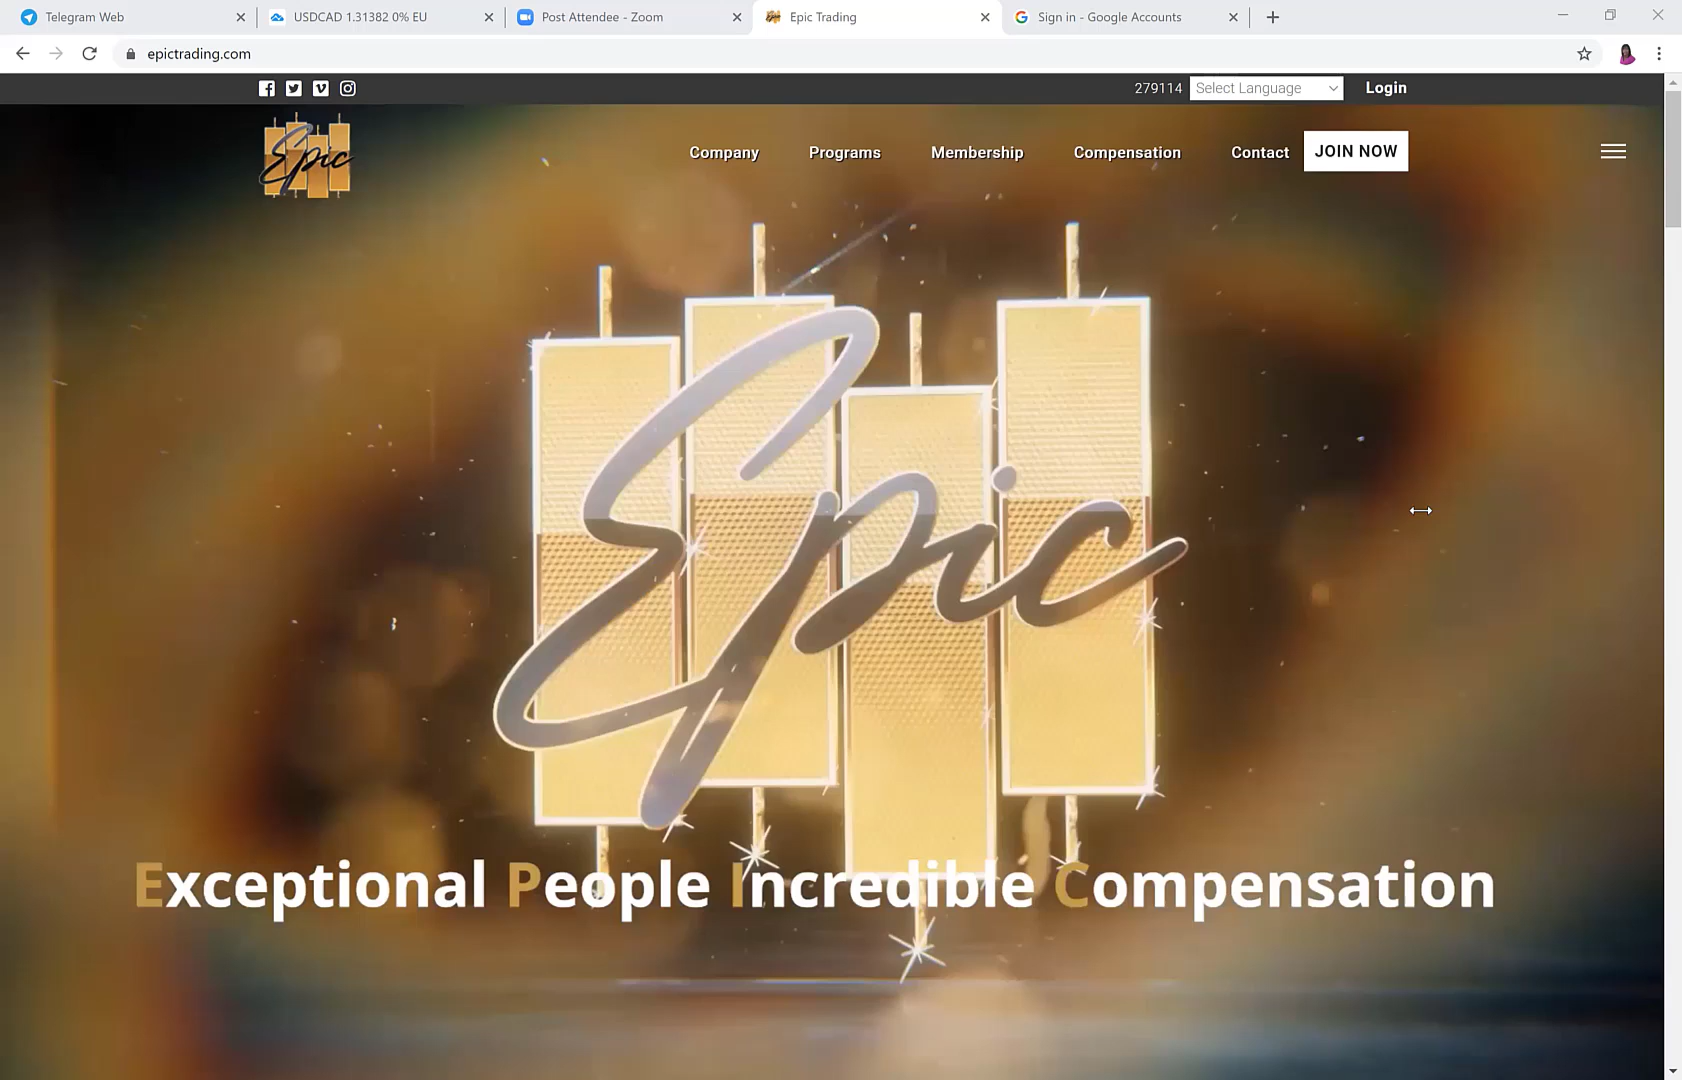 Telegram Web
USDCAD 1.31382 0% EU
Post Attendee - Zoom
Epic Trading
Sign in - Google Accounts
epictrading.com
279114
Select Language
Login
Epic
Company
Programs
Membership
Compensation
Contact
JOIN NOW
Epic
Exceptional People Incredible Compensation